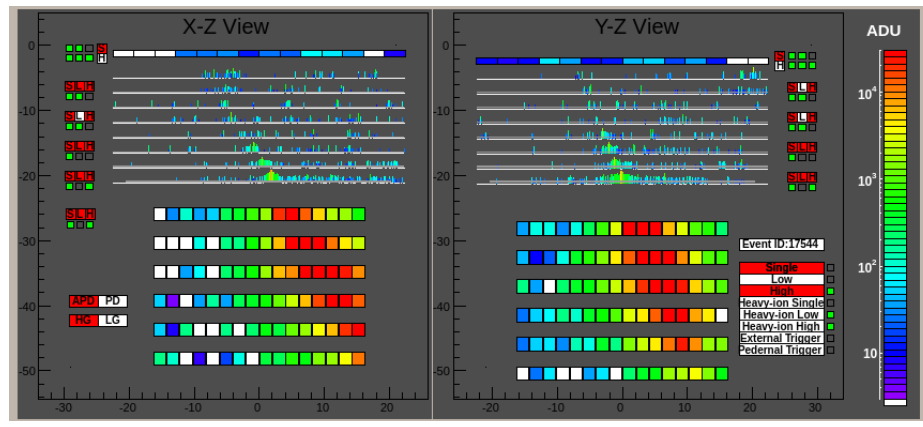 X-Z View
Y-Z View
ADU
0
-10
-20
-30
-40
-50
-30
-20
-10
0
10
20
30
-20
-10
0
10
20
30
S
H
S L H
S L H
S L H
S L H
S L H
APD PD
HG LG
S
H
S L H
S L H
S L H
S L H
Event ID:17544
Single
Low
High
Heavy-ion Single
Heavy-ion Low
Heavy-ion High
External Trigger
Pedernal Trigger
10⁴
10³
10²
10